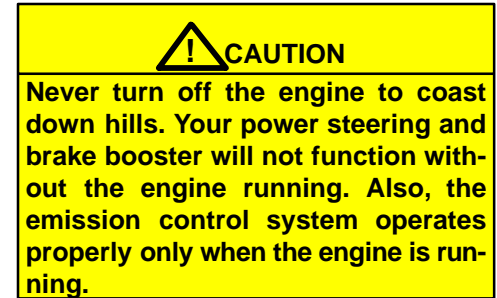 ! CAUTION
Never turn off the engine to coast
down hills. Your power steering and
brake booster will not function with-
out the engine running. Also, the
emission control system operates
properly only when the engine is run-
ning.